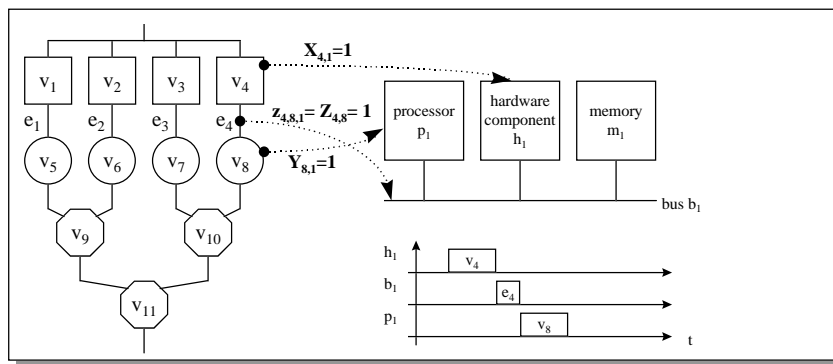 X4,1=1
v1 v2 v3 v4
processor p1
hardware component h1
memory m1
e1 e2 e3 e4
z4,8,1= Z4,8= 1
v5 v6 v7 v8
Y8,1=1
bus b1
v9 v10
h1 v4
b1 e4
v11
p1 v8
t